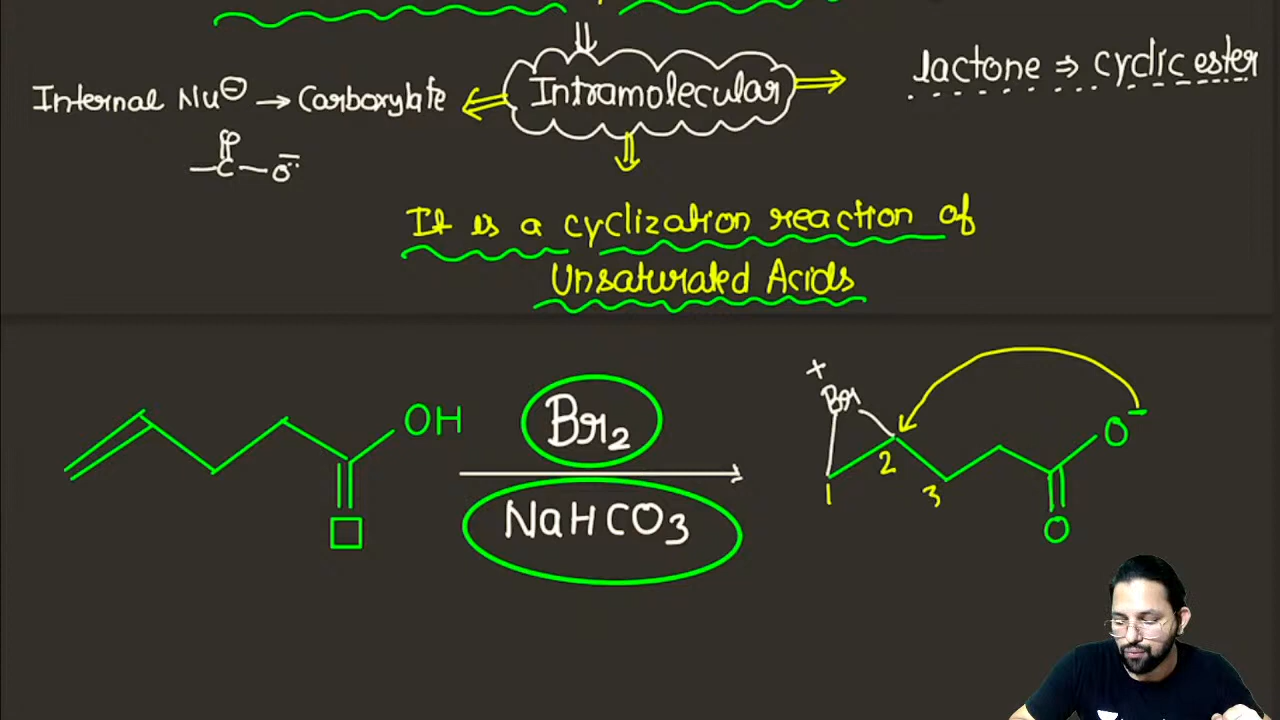 Internal Nu⊖ → Carboxylate
Intramolecular
lactone ⇒ cyclic ester
O
—C—O⁻
It is a cyclization reaction of
Unsaturated Acids
OH
Br2
NaHCO3
+
Br
1
2
3
O⁻
O